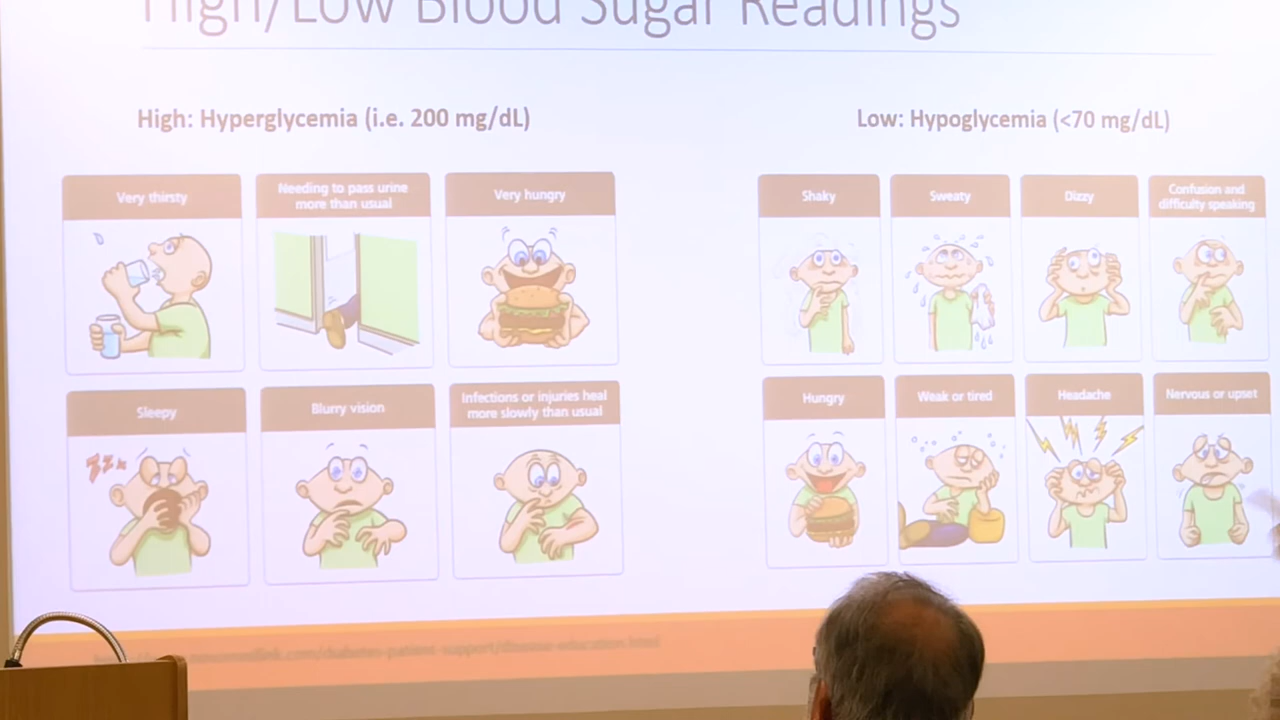 High/Low Blood Sugar Readings
High: Hyperglycemia (i.e. 200 mg/dL)
Very thirsty
Needing to pass urine
more than usual
Very hungry
Sleepy
Blurry vision
Infections or injuries heal
more slowly than usual
Low: Hypoglycemia (<70 mg/dL)
Shaky
Sweaty
Dizzy
Confusion and
difficulty speaking
Hungry
Weak or tired
Headache
Nervous or upset